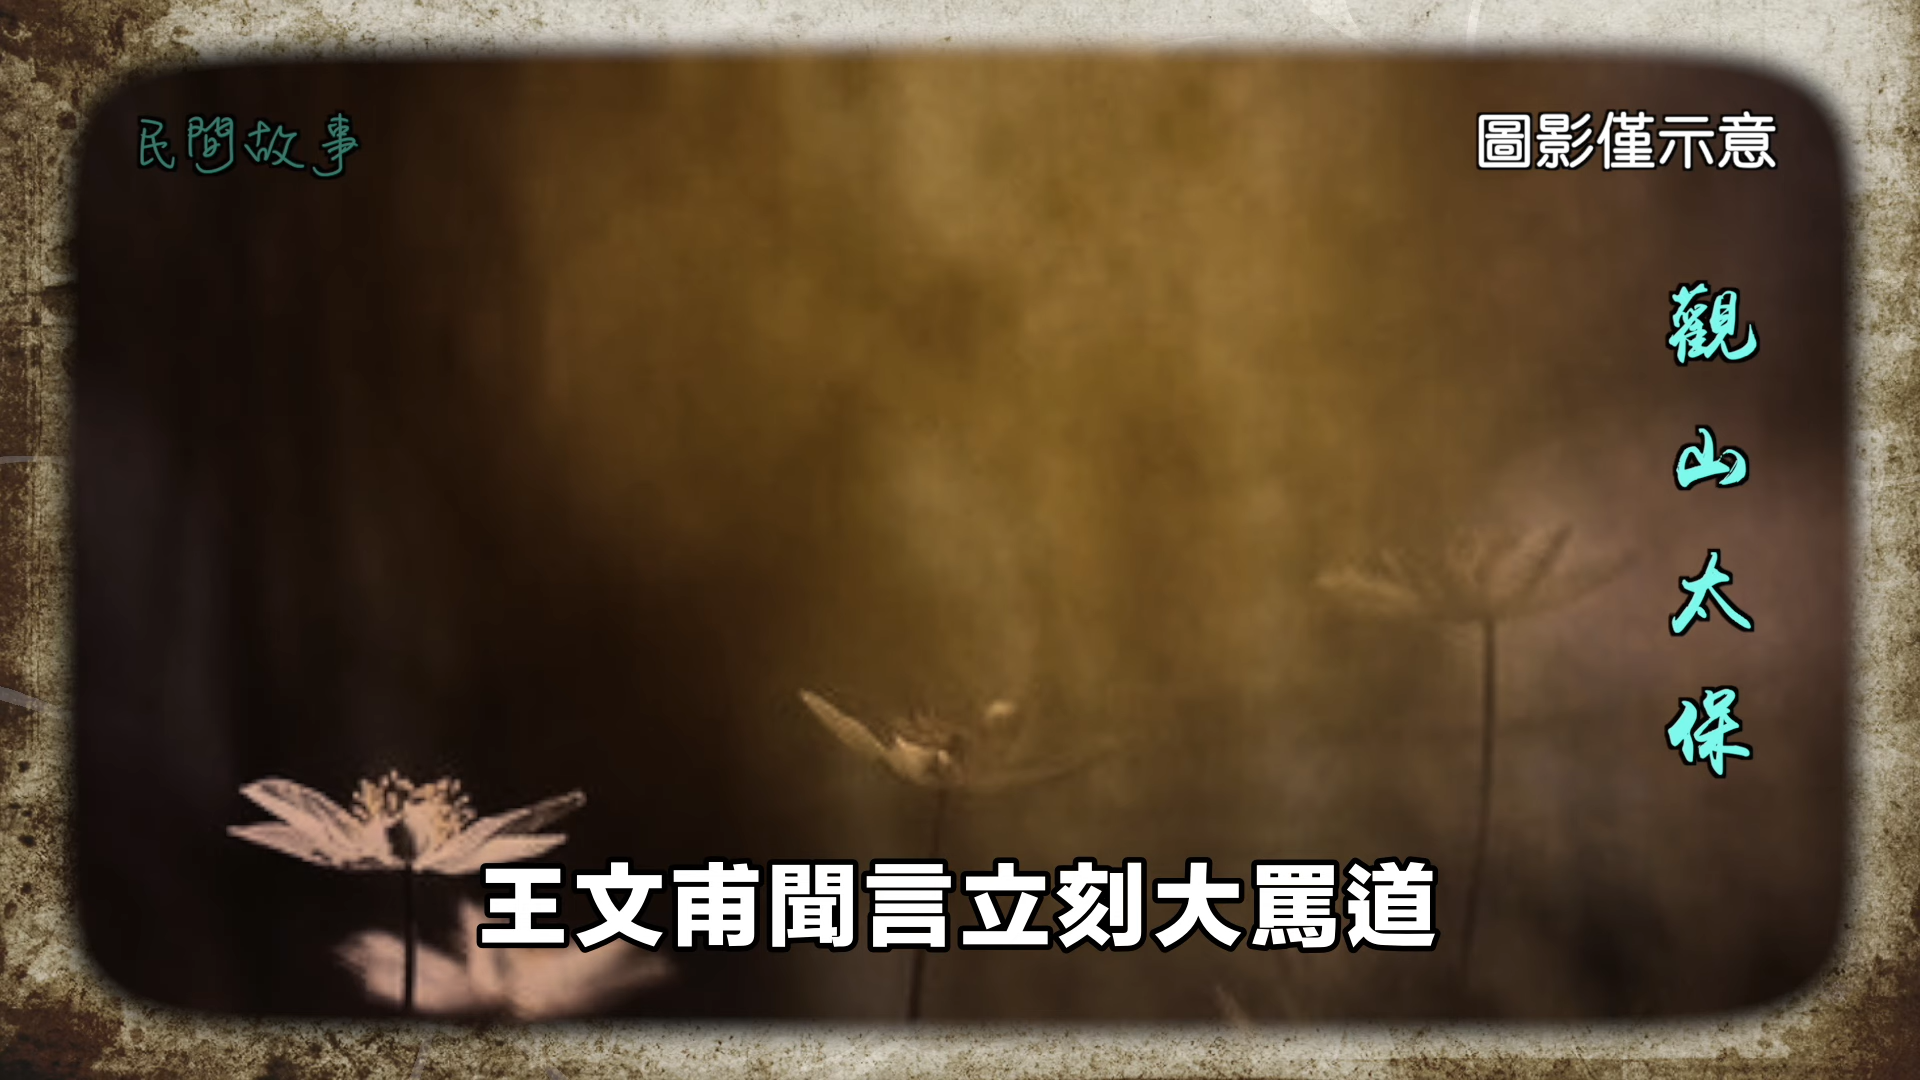 民間故事
圖影僅示意
觀山太保
王文甫聞言立刻大罵道